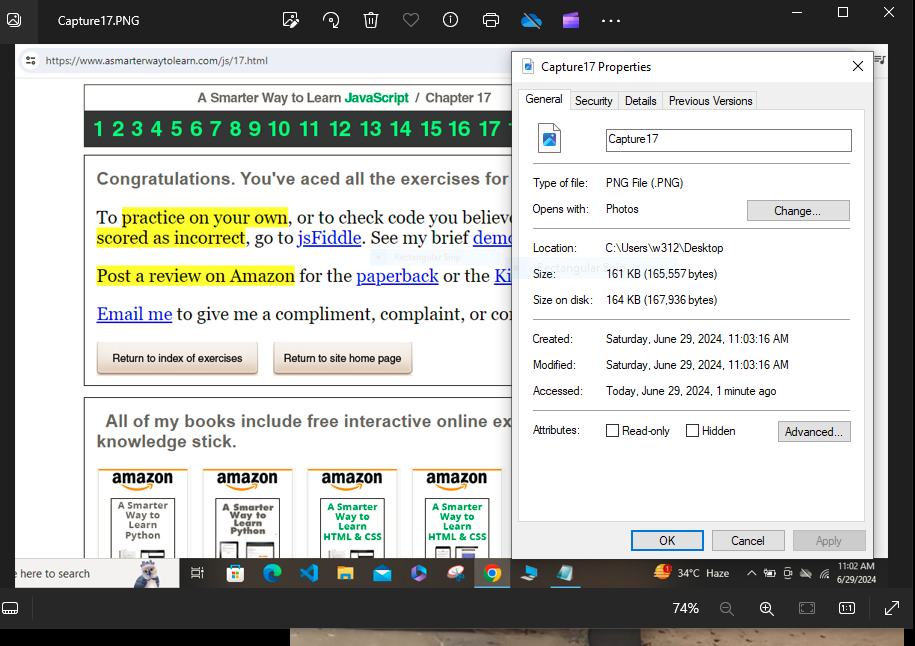 Capture17.PNG
https://www.asmarterwaytolearn.com/js/17.html
A Smarter Way to Learn JavaScript / Chapter 17
1 2 3 4 5 6 7 8 9 10 11 12 13 14 15 16 17
Congratulations. You've aced all the exercises for
To practice on your own, or to check code you believe
scored as incorrect, go to jsFiddle. See my brief demo
Rectangular Snip
Post a review on Amazon for the paperback or the Ki
Email me to give me a compliment, complaint, or co
Return to index of exercises
Return to site home page
All of my books include free interactive online ex
knowledge stick.
amazon
A Smarter
Way to
Learn
Python
amazon
A Smarter
Way to
Learn
Python
amazon
A Smarter
Way to
Learn
HTML & CSS
amazon
A Smarter
Way to
Learn
HTML & CSS
Capture17 Properties
General Security Details Previous Versions
Capture17
Type of file: PNG File (.PNG)
Opens with: Photos Change...
Location: C:\Users\w312\Desktop
Size: 161 KB (165,557 bytes)
Size on disk: 164 KB (167,936 bytes)
Created: Saturday, June 29, 2024, 11:03:16 AM
Modified: Saturday, June 29, 2024, 11:03:16 AM
Accessed: Today, June 29, 2024, 1 minute ago
Attributes: Read-only Hidden Advanced...
OK Cancel Apply
e here to search
34°C Haze
11:02 AM
6/29/2024
74%
1:1